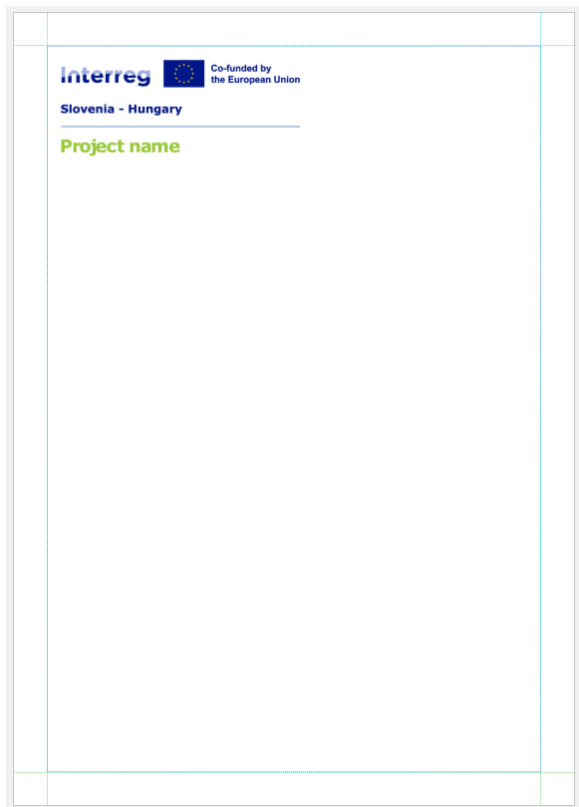 Interreg
Co-funded by
the European Union
Slovenia - Hungary
Project name